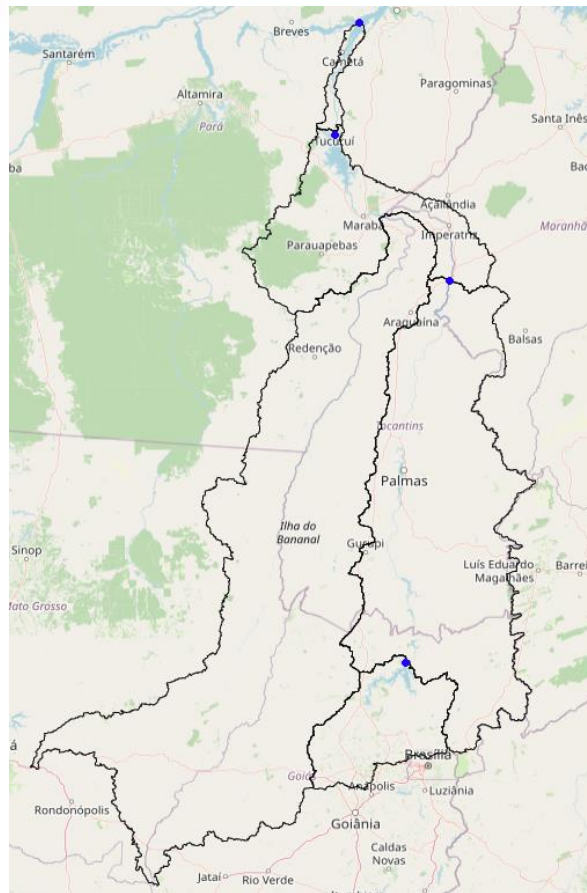 Breves
Santarém
Cametá
Paragominas
Altamira
Pará
Santa Inês
Tucuruí
Açailândia
Marabá
Imperatriz
Maranhão
Parauapebas
Araguaína
Balsas
Redenção
Tocantins
Palmas
Ilha do
Bananal
Gurupi
Sinop
Luís Eduardo
Magalhães
Barrei
Mato Grosso
Brasília
Goiás
Anápolis
Luziânia
Rondonópolis
Goiânia
Caldas
Novas
Jataí
Rio Verde